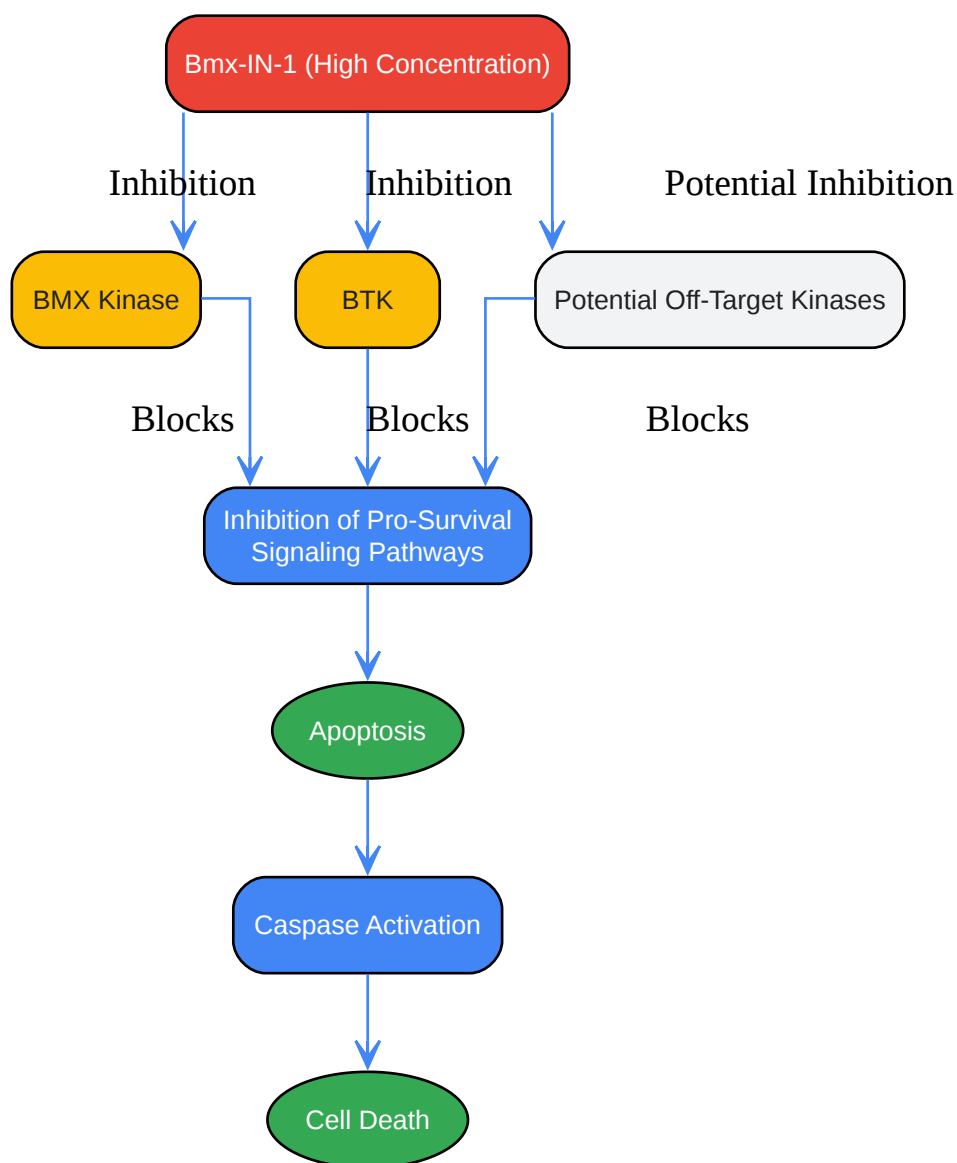 Bmx-IN-1 (High Concentration)
Inhibition
Inhibition
Potential Inhibition
BMX Kinase
BTK
Potential Off-Target Kinases
Blocks
Blocks
Blocks
Inhibition of Pro-Survival
Signaling Pathways
Apoptosis
Caspase Activation
Cell Death